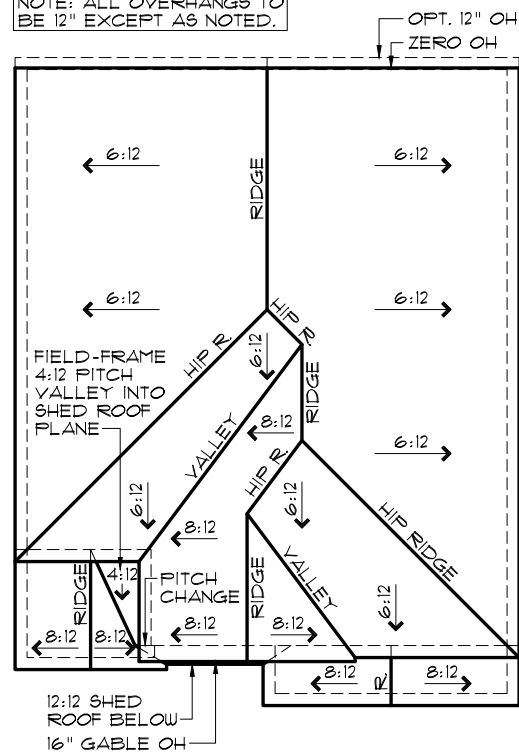 NOTE: ALL OVERHANGS TO
BE 12" EXCEPT AS NOTED.
OPT. 12" OH
ZERO OH
6:12
6:12
RIDGE
6:12
6:12
HIP R.
HIP R.
6:12
FIELD-FRAME
4:12 PITCH
VALLEY INTO
SHED ROOF
PLANE
RIDGE
8:12
VALLEY
6:12
HIP R.
6:12
6:12
8:12
HIP RIDGE
4:12
PITCH
CHANGE
RIDGE
RIDGE
VALLEY
6:12
8:12
8:12
8:12
8:12
8:12
R.
8:12
12:12 SHED
ROOF BELOW
16" GABLE OH